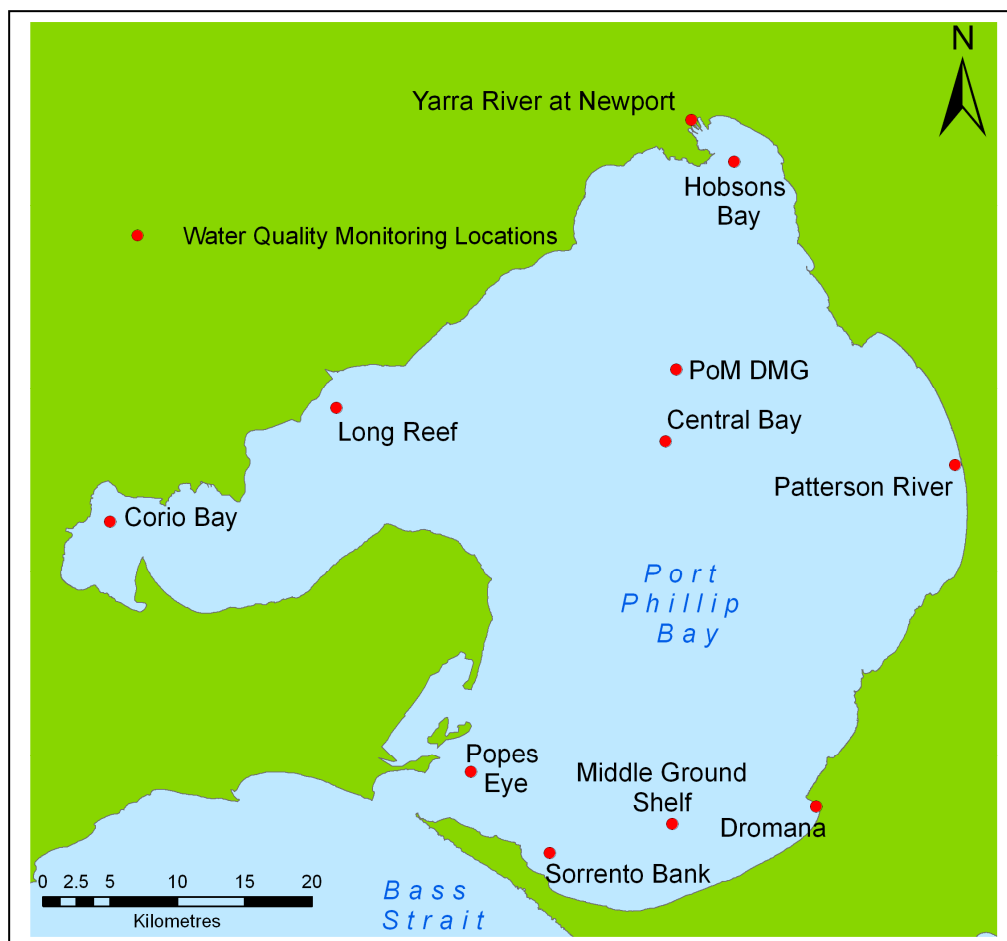 N
Yarra River at Newport
Hobsons
Bay
Water Quality Monitoring Locations
PoM DMG
Central Bay
Long Reef
Patterson River
Corio Bay
Port
Phillip
Bay
Popes
Eye
Middle Ground
Shelf
Dromana
Sorrento Bank
0 2.5 5 10 15 20
Kilometres
Bass
Strait